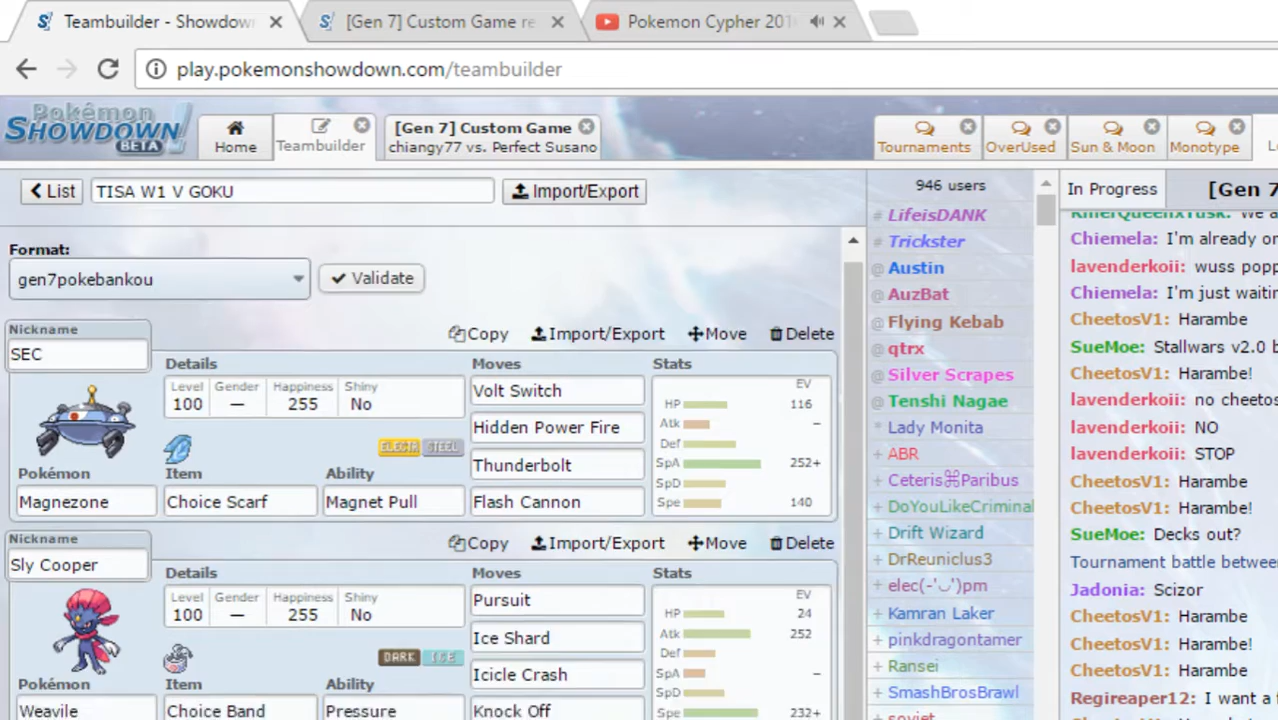 Teambuilder - Showdown
[Gen 7] Custom Game re
Pokemon Cypher 201
play.pokemonshowdown.com/teambuilder
Pokémon
SHOWDOWN!
BETA
Home
Teambuilder
[Gen 7] Custom Game
chiangy77 vs. Perfect Susano
Tournaments
OverUsed
Sun & Moon
Monotype
List
TISA W1 V GOKU
Import/Export
Format:
gen7pokebankou
Validate
Nickname
SEC
Copy
Import/Export
Move
Delete
Details
Level
100
Gender
—
Happiness
255
Shiny
No
ELECTR
STEEL
Pokémon
Magnezone
Item
Choice Scarf
Ability
Magnet Pull
Moves
Volt Switch
Hidden Power Fire
Thunderbolt
Flash Cannon
Stats
EV
HP 116
Atk –
Def
SpA 252+
SpD
Spe 140
Nickname
Sly Cooper
Copy
Import/Export
Move
Delete
Details
Level
100
Gender
—
Happiness
255
Shiny
No
DARK
ICE
Pokémon
Weavile
Item
Choice Band
Ability
Pressure
Moves
Pursuit
Ice Shard
Icicle Crash
Knock Off
Stats
EV
HP 24
Atk 252
Def
SpA –
SpD
Spe 232+
946 users
# LifeisDANK
# Trickster
@ Austin
@ AuzBat
@ Flying Kebab
@ qtrx
@ Silver Scrapes
@ Tenshi Nagae
* Lady Monita
+ ABR
+ Ceteris⌘Paribus
+ DoYouLikeCriminal
+ Drift Wizard
+ DrReuniclus3
+ elec(-'◡')pm
+ Kamran Laker
+ pinkdragontamer
+ Ransei
+ SmashBrosBrawl
+ soviet
In Progress
[Gen 7
KillerQueenxTusk: We a
Chiemela: I'm already or
lavenderkoii: wuss popp
Chiemela: I'm just waitin
CheetosV1: Harambe
SueMoe: Stallwars v2.0 b
CheetosV1: Harambe!
lavenderkoii: no cheetos
lavenderkoii: NO
lavenderkoii: STOP
CheetosV1: Harambe!
CheetosV1: Harambe!
SueMoe: Decks out?
Tournament battle betwee
Jadonia: Scizor
CheetosV1: Harambe
CheetosV1: Harambe!
CheetosV1: Harambe
Regireaper12: I want a